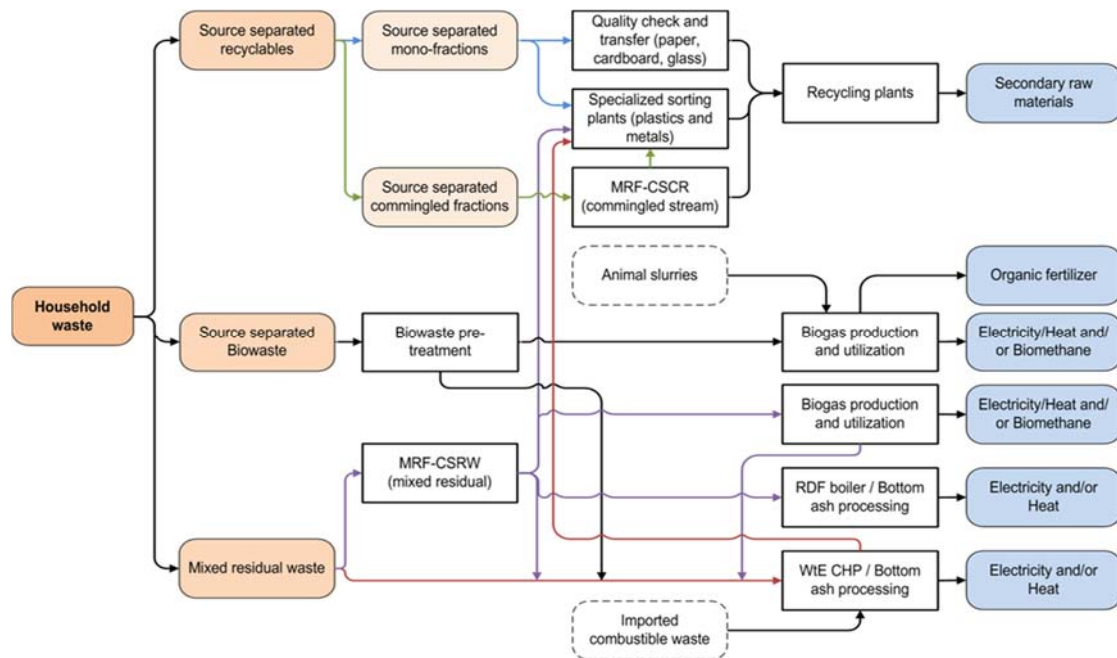 Source separated
recyclables
Source separated
mono-fractions
Quality check and
transfer (paper,
cardboard, glass)
Recycling plants
Secondary raw
materials
Specialized sorting
plants (plastics and
metals)
Source separated
commingled fractions
MRF-CSCR
(commingled stream)
Animal slurries
Organic fertilizer
Household
waste
Source separated
Biowaste
Biowaste pre-
treatment
Biogas production
and utilization
Electricity/Heat and/
or Biomethane
Biogas production
and utilization
Electricity/Heat and/
or Biomethane
MRF-CSRW
(mixed residual)
RDF boiler / Bottom
ash processing
Electricity and/or
Heat
Mixed residual waste
WtE CHP / Bottom
ash processing
Electricity and/or
Heat
Imported
combustible waste